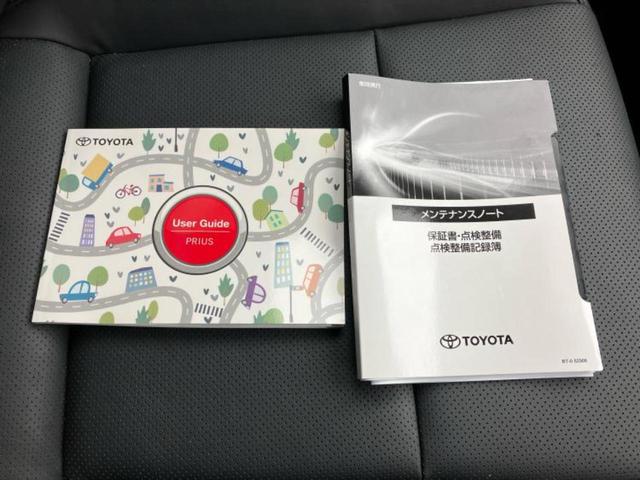 TOYOTA
User Guide
PRIUS
メンテナンスノート
保証書・点検整備
点検整備記録簿
TOYOTA